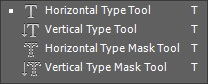 Horizontal Type Tool T
Vertical Type Tool T
Horizontal Type Mask Tool T
Vertical Type Mask Tool T